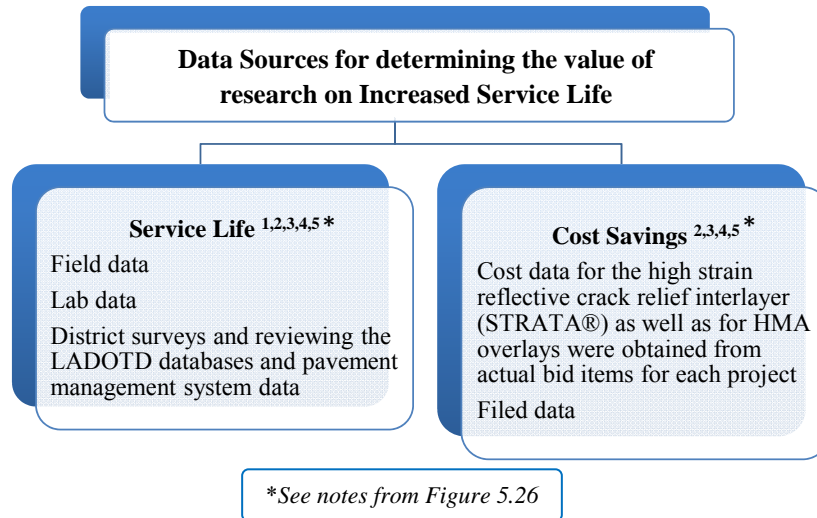 Data Sources for determining the value of
research on Increased Service Life
Service Life 1,2,3,4,5 *
Field data
Lab data
District surveys and reviewing the
LADOTD databases and pavement
management system data
Cost Savings 2,3,4,5 *
Cost data for the high strain
reflective crack relief interlayer
(STRATA®) as well as for HMA
overlays were obtained from
actual bid items for each project
Filed data
*See notes from Figure 5.26